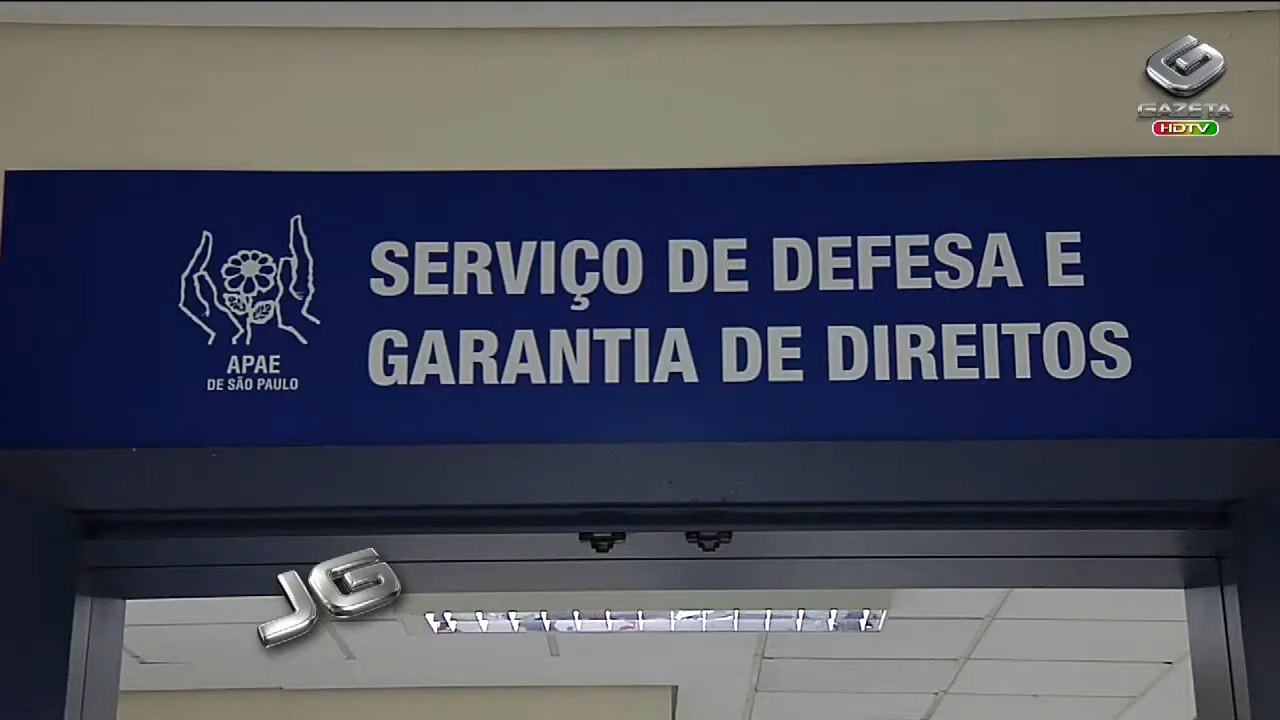 GAZETA
HDTV
SERVIÇO DE DEFESA E
GARANTIA DE DIREITOS
APAE
DE SÃO PAULO
JG